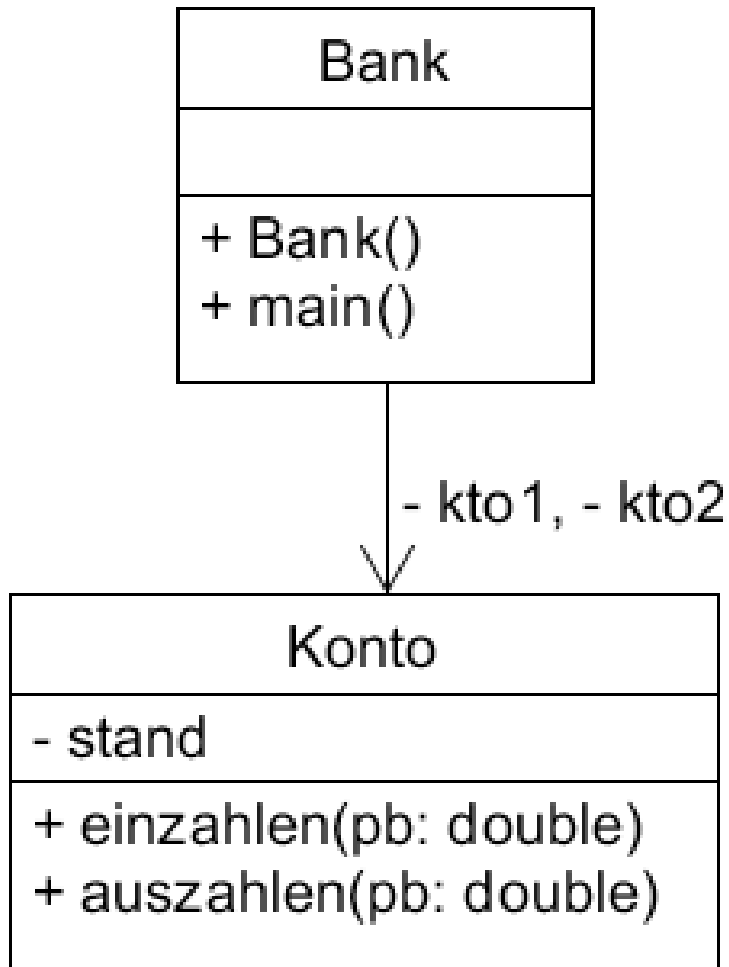 Bank
+ Bank()
+ main()
- kto1, - kto2
Konto
- stand
+ einzahlen(pb: double)
+ auszahlen(pb: double)